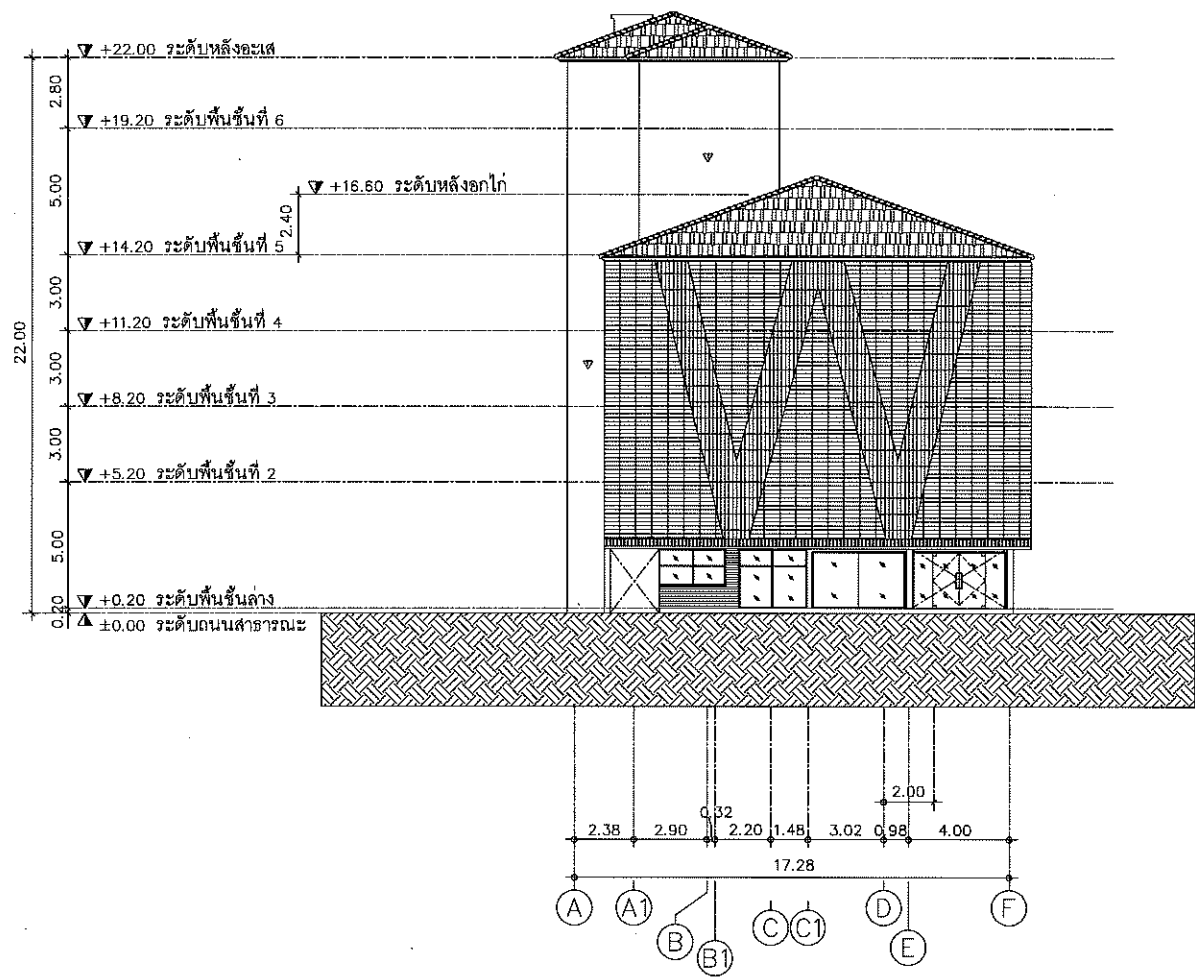 +22.00 ระดับหลังอะเส
2.80
+19.20 ระดับพื้นชั้นที่ 6
5.00
+16.60 ระดับหลังอกไก่
2.40
+14.20 ระดับพื้นชั้นที่ 5
3.00
+11.20 ระดับพื้นชั้นที่ 4
22.00
3.00
+8.20 ระดับพื้นชั้นที่ 3
3.00
+5.20 ระดับพื้นชั้นที่ 2
5.00
+0.20 ระดับพื้นชั้นล่าง
0.20
±0.00 ระดับถนนสาธารณะ
2.00
0.32
2.38 2.90 2.20 1.48 3.02 0.98 4.00
17.28
A A1 B B1 C C1 D E F